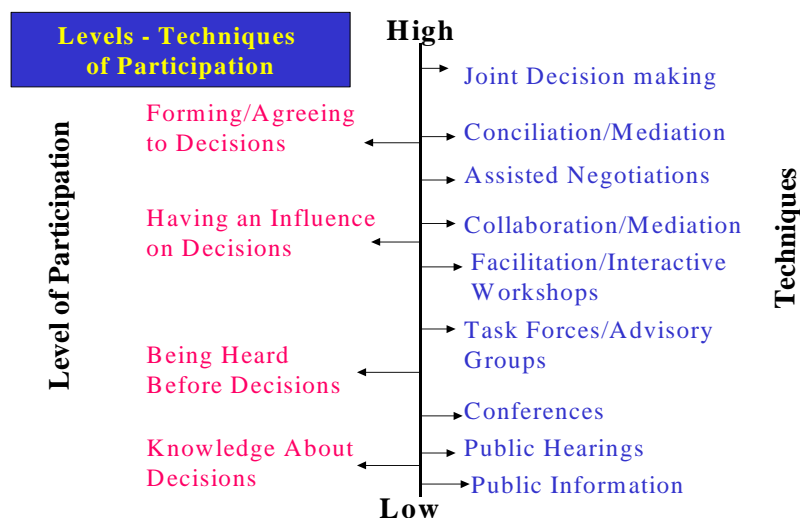 Levels - Techniques
of Participation
High
Level of Participation
Forming/Agreeing
to Decisions
Having an Influence
on Decisions
Being Heard
Before Decisions
Knowledge About
Decisions
Joint Decision making
Conciliation/Mediation
Assisted Negotiations
Collaboration/Mediation
Facilitation/Interactive
Workshops
Task Forces/Advisory
Groups
Conferences
Public Hearings
Public Information
Techniques
Low